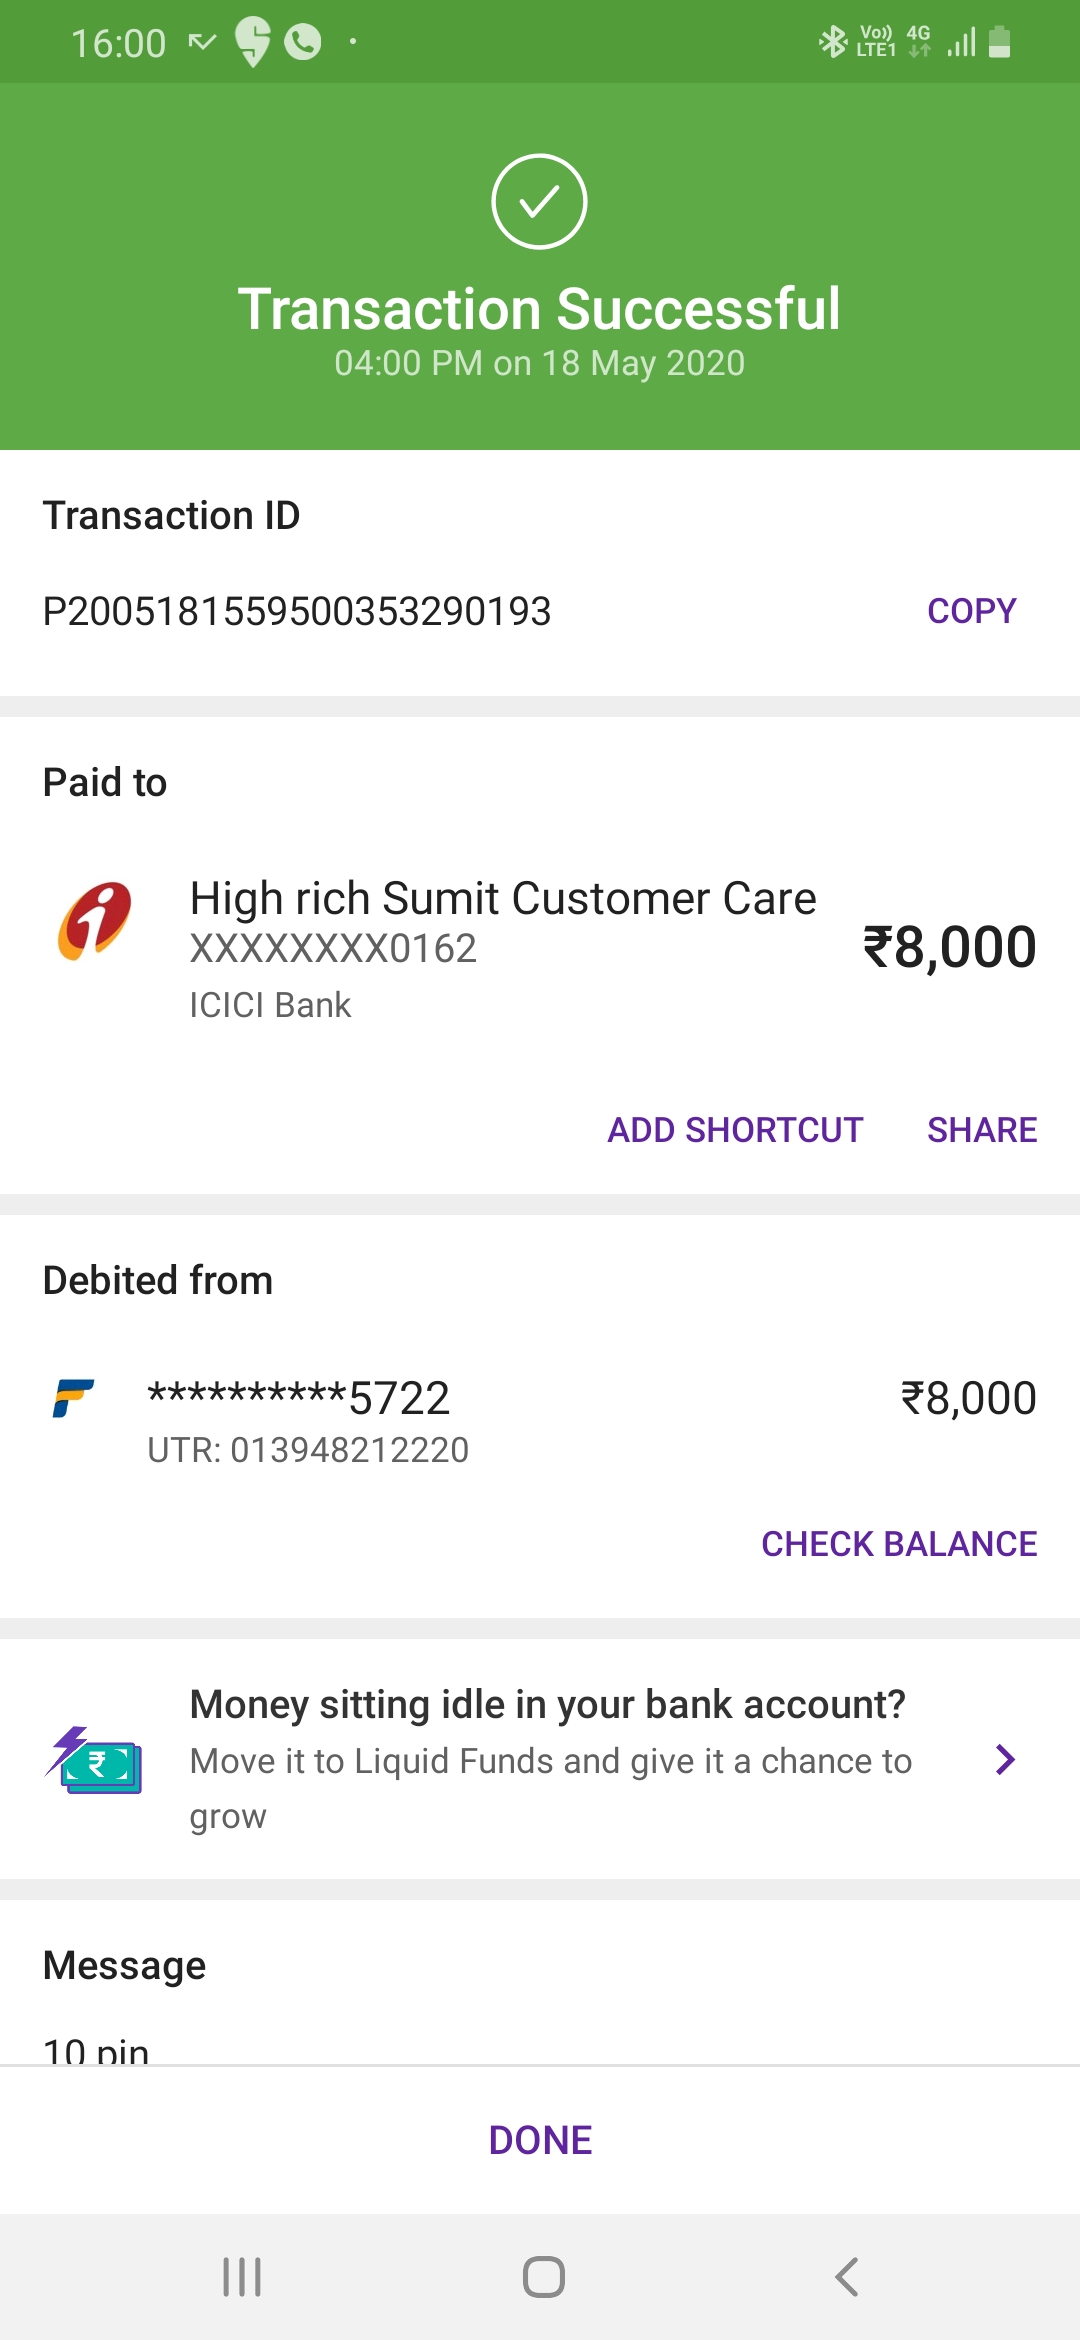 16:00
Vo)) 4G
LTE1
Transaction Successful
04:00 PM on 18 May 2020
Transaction ID
P2005181559500353290193
COPY
Paid to
High rich Sumit Customer Care
XXXXXXXX0162
₹8,000
ICICI Bank
ADD SHORTCUT SHARE
Debited from
**********5722 ₹8,000
UTR: 013948212220
CHECK BALANCE
Money sitting idle in your bank account?
Move it to Liquid Funds and give it a chance to
grow
Message
10 pin
DONE